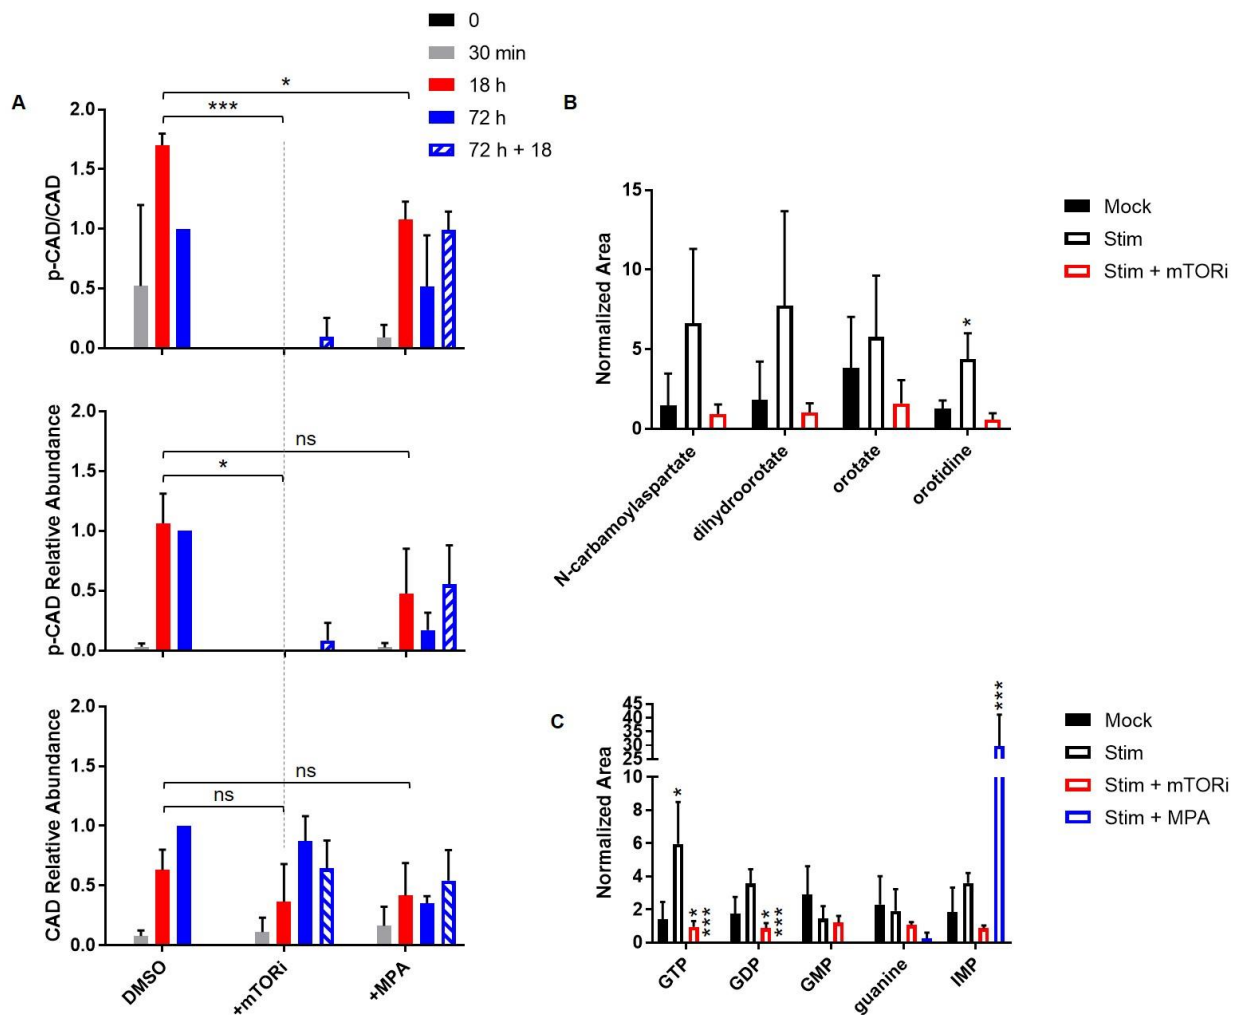 0
30 min
18 h
72 h
72 h + 18
A
*
***
2.0
1.5
1.0
0.5
0.0
p-CAD/CAD
ns
*
2.0
1.5
1.0
0.5
0.0
p-CAD Relative Abundance
ns
ns
2.0
1.5
1.0
0.5
0.0
CAD Relative Abundance
DMSO
+mTORi
+MPA
B
15
10
5
0
Normalized Area
*
N-carbamoylaspartate
dihydroorotate
orotate
orotidine
Mock
Stim
Stim + mTORi
C
45
40
35
30
25
10
8
6
4
2
0
Normalized Area
*
*
***
*
***
***
GTP
GDP
GMP
guanine
IMP
Mock
Stim
Stim + mTORi
Stim + MPA